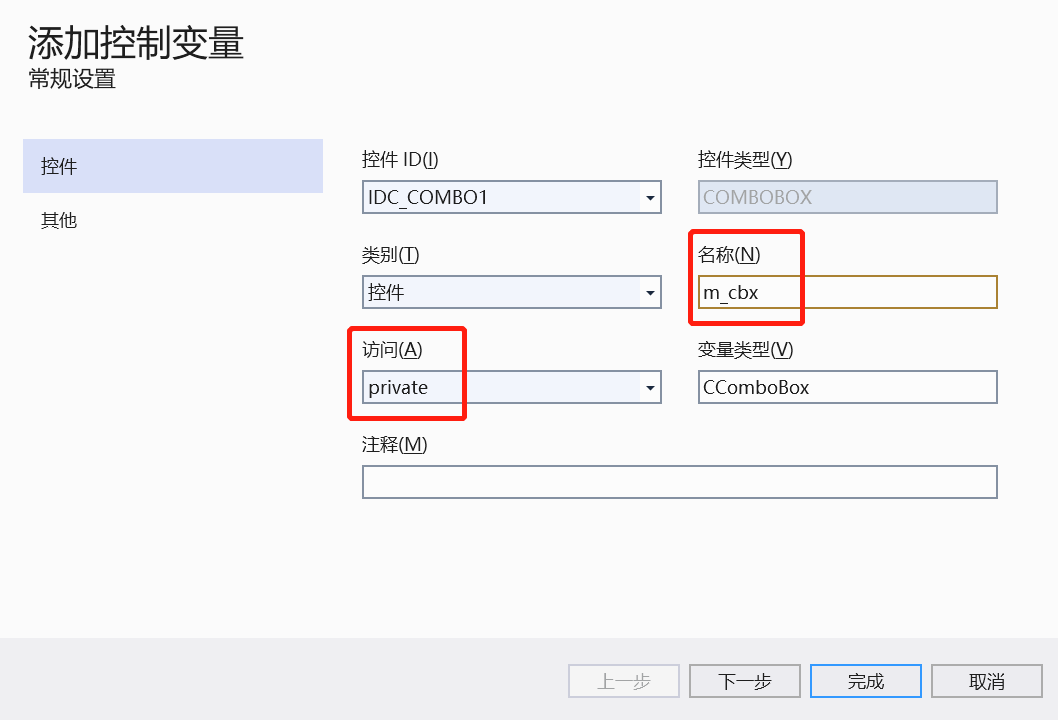 添加控制变量
常规设置
控件
其他
控件 ID(I)
控件类型(Y)
IDC_COMBO1
COMBOBOX
类别(T)
名称(N)
控件
m_cbx
访问(A)
变量类型(V)
private
CComboBox
注释(M)
上一步
下一步
完成
取消